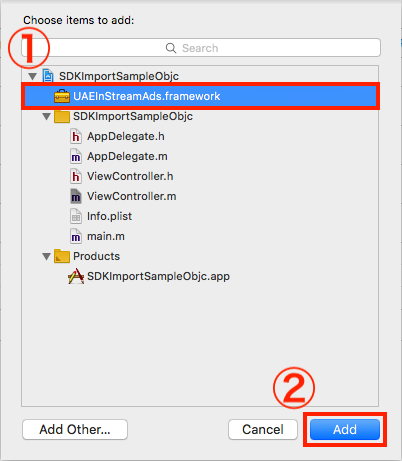 Choose items to add:
①
Search
SDKImportSampleObjc
UAEInStreamAds.framework
SDKImportSampleObjc
h AppDelegate.h
m AppDelegate.m
h ViewController.h
m ViewController.m
Info.plist
m main.m
Products
SDKImportSampleObjc.app
②
Add Other... Cancel Add